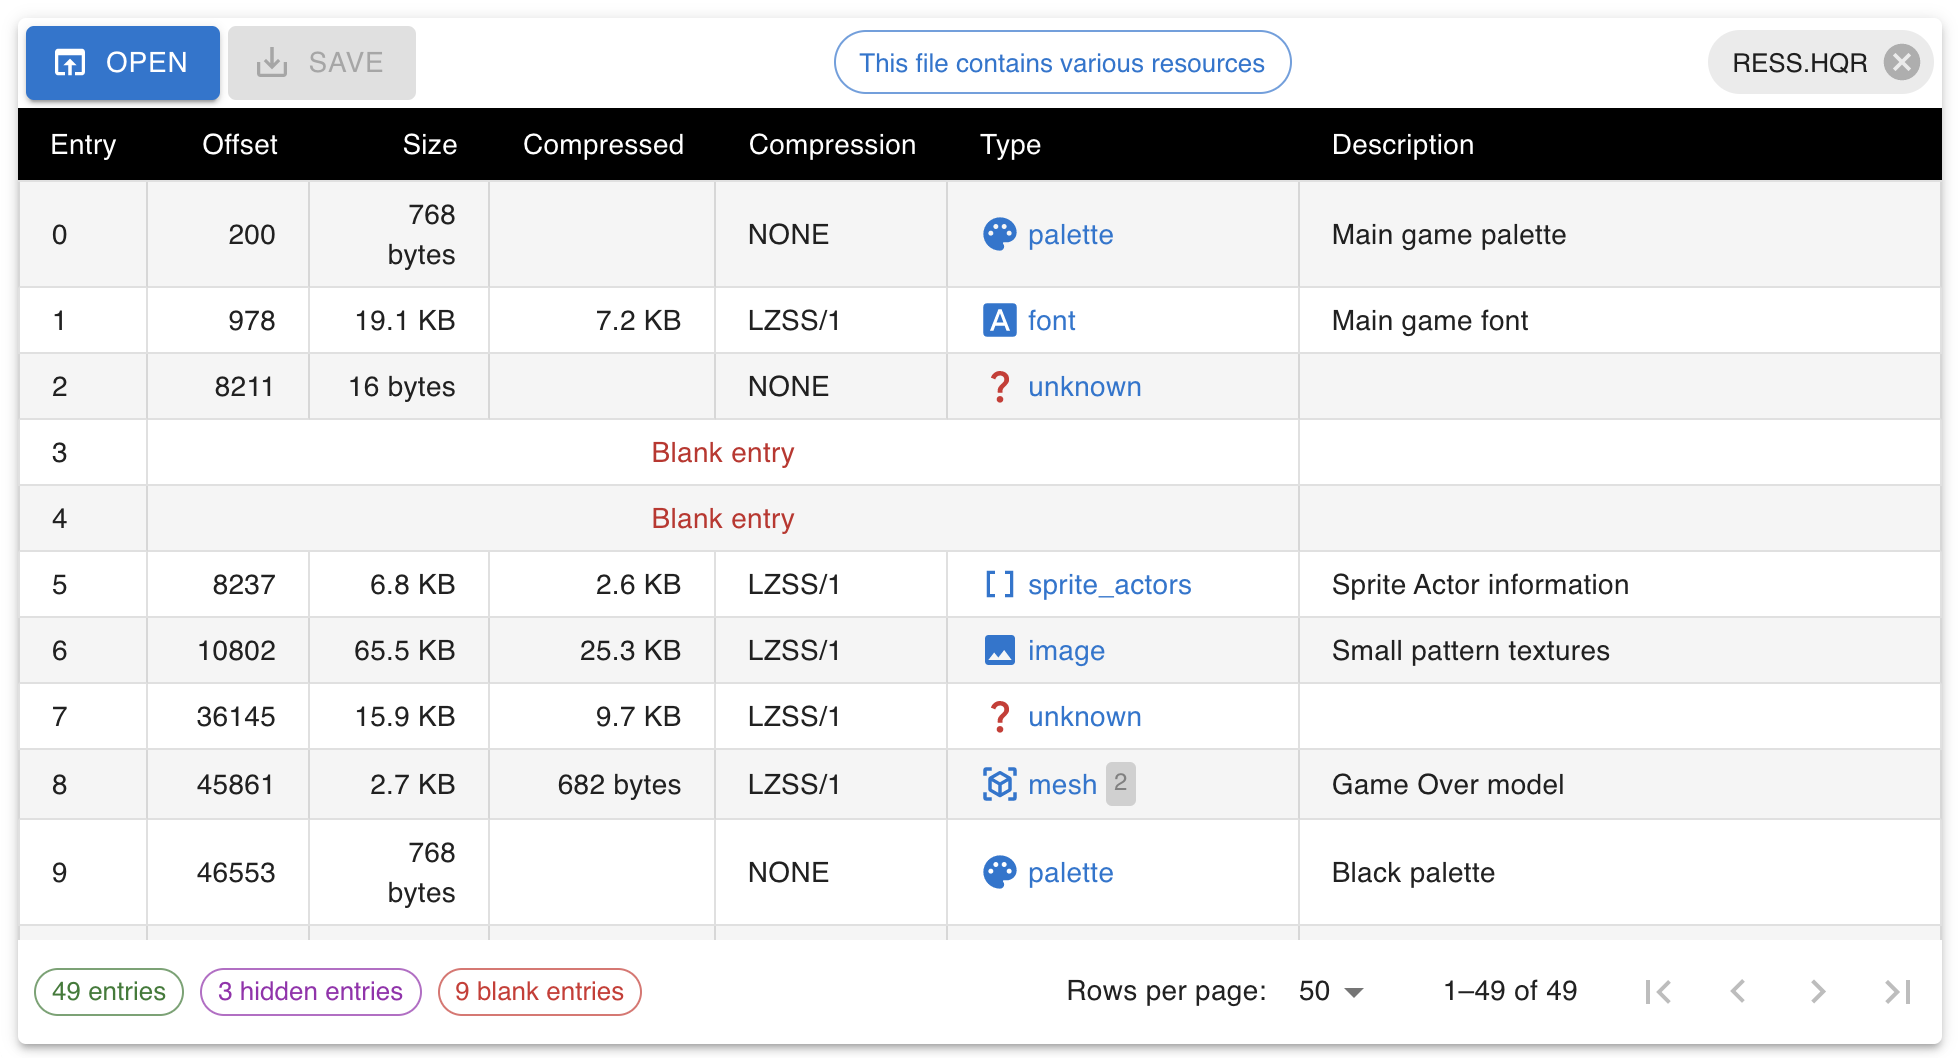 OPEN SAVE This file contains various resources RESS.HQR
Entry Offset Size Compressed Compression Type Description
0 200 768 bytes NONE palette Main game palette
1 978 19.1 KB 7.2 KB LZSS/1 font Main game font
2 8211 16 bytes NONE unknown
3 Blank entry
4 Blank entry
5 8237 6.8 KB 2.6 KB LZSS/1 sprite_actors Sprite Actor information
6 10802 65.5 KB 25.3 KB LZSS/1 image Small pattern textures
7 36145 15.9 KB 9.7 KB LZSS/1 unknown
8 45861 2.7 KB 682 bytes LZSS/1 mesh 2 Game Over model
9 46553 768 bytes NONE palette Black palette
49 entries 3 hidden entries 9 blank entries Rows per page: 50 1–49 of 49